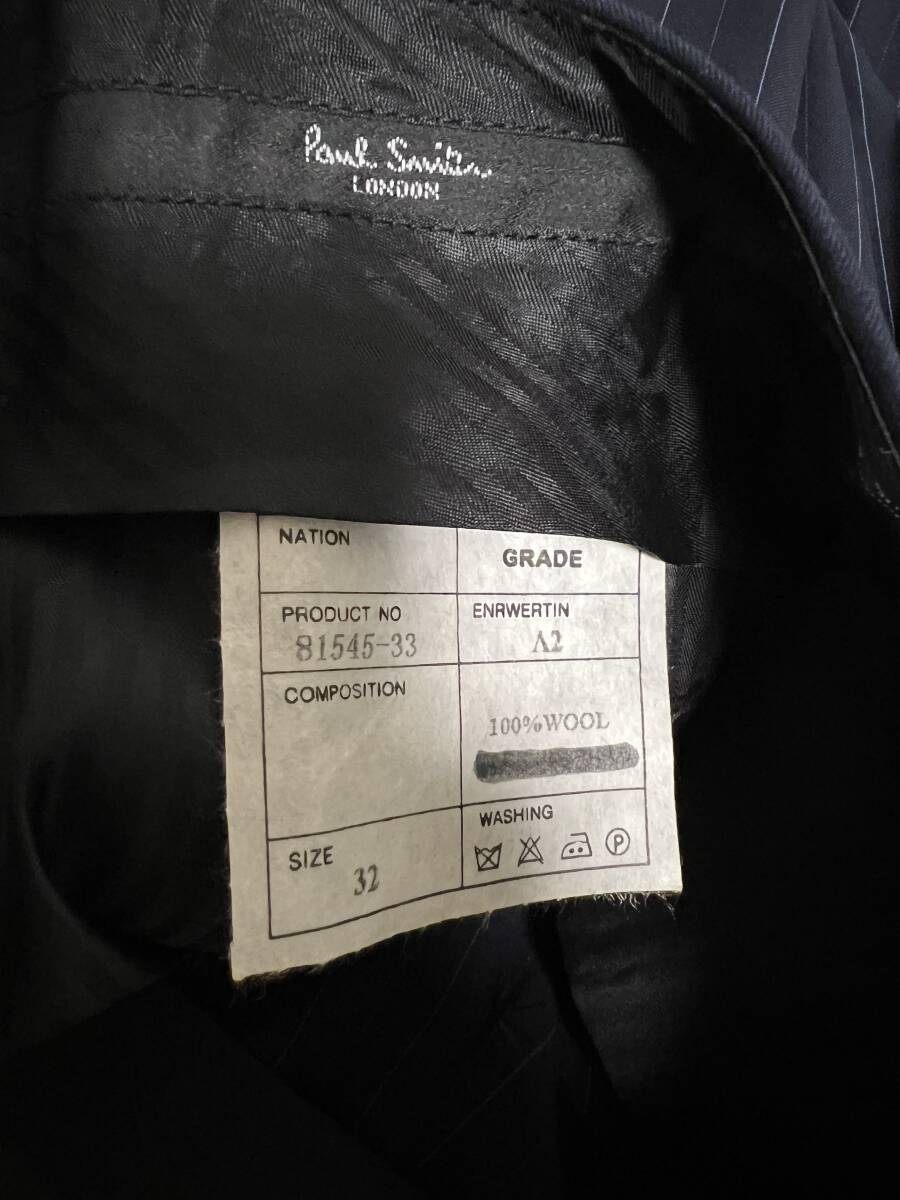 Paul Smith
LONDON
NATION
GRADE
PRODUCT NO
81545-33
ENRWERTIN
A2
COMPOSITION
100%WOOL
SIZE
32
WASHING
P